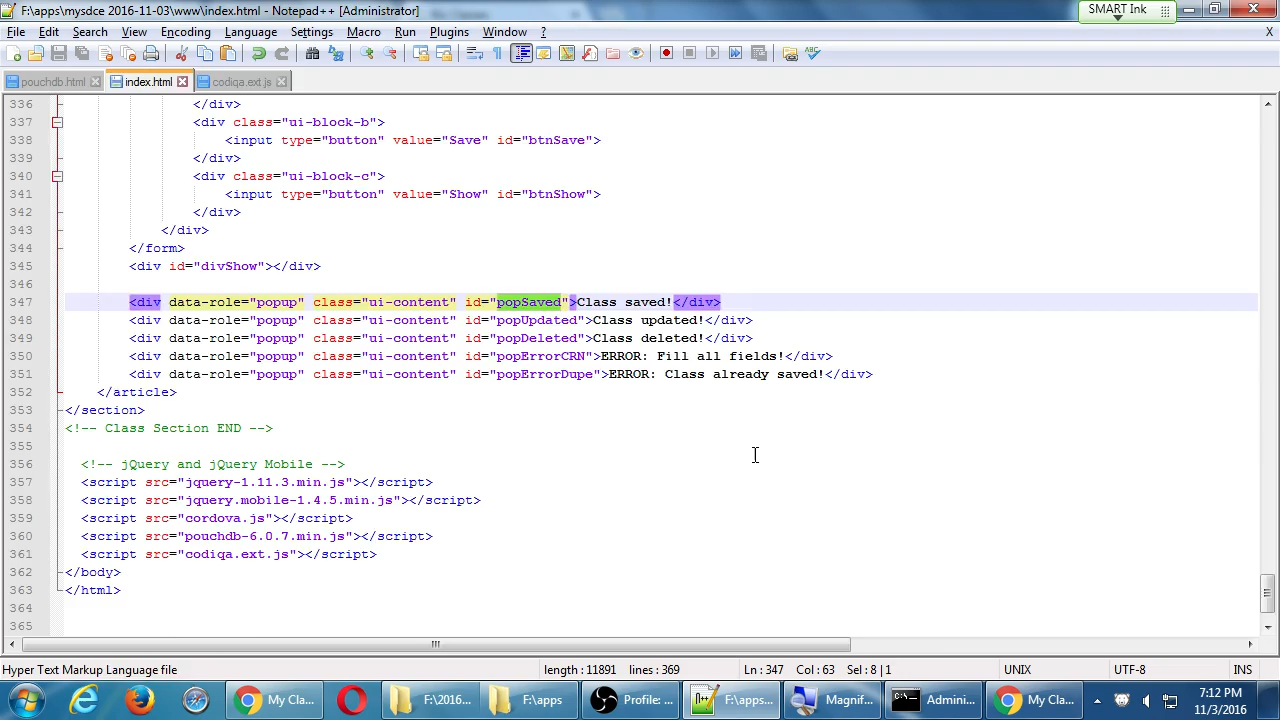 F:\apps\mysdce 2016-11-03\www\index.html - Notepad++ [Administrator]
SMART Ink
File Edit Search View Encoding Language Settings Macro Run Plugins Window ? X
pouchdb.html index.html codiqa.ext.js
336 </div>
337 <div class="ui-block-b">
338 <input type="button" value="Save" id="btnSave">
339 </div>
340 <div class="ui-block-c">
341 <input type="button" value="Show" id="btnShow">
342 </div>
343 </div>
344 </form>
345 <div id="divShow"></div>
346
347 <div data-role="popup" class="ui-content" id="popSaved">Class saved!</div>
348 <div data-role="popup" class="ui-content" id="popUpdated">Class updated!</div>
349 <div data-role="popup" class="ui-content" id="popDeleted">Class deleted!</div>
350 <div data-role="popup" class="ui-content" id="popErrorCRN">ERROR: Fill all fields!</div>
351 <div data-role="popup" class="ui-content" id="popErrorDupe">ERROR: Class already saved!</div>
352 </article>
353 </section>
354 <!-- Class Section END -->
355
356 <!-- jQuery and jQuery Mobile -->
357 <script src="jquery-1.11.3.min.js"></script>
358 <script src="jquery.mobile-1.4.5.min.js"></script>
359 <script src="cordova.js"></script>
360 <script src="pouchdb-6.0.7.min.js"></script>
361 <script src="codiqa.ext.js"></script>
362 </body>
363 </html>
364
365
Hyper Text Markup Language file length : 11891 lines : 369 Ln : 347 Col : 63 Sel : 8 | 1 UNIX UTF-8 INS
My Cla... F:\2016... F:\apps Profile: ... F:\apps... Magnif... Admini... My Cla... 7:12 PM
11/3/2016